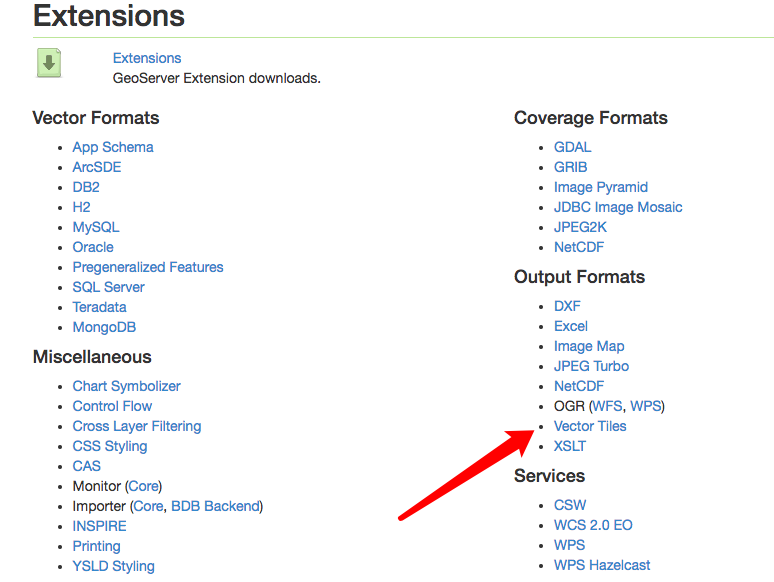 Extensions
Extensions
GeoServer Extension downloads.
Vector Formats
App Schema
ArcSDE
DB2
H2
MySQL
Oracle
Pregeneralized Features
SQL Server
Teradata
MongoDB
Miscellaneous
Chart Symbolizer
Control Flow
Cross Layer Filtering
CSS Styling
CAS
Monitor (Core)
Importer (Core, BDB Backend)
INSPIRE
Printing
YSLD Styling
Coverage Formats
GDAL
GRIB
Image Pyramid
JDBC Image Mosaic
JPEG2K
NetCDF
Output Formats
DXF
Excel
Image Map
JPEG Turbo
NetCDF
OGR (WFS, WPS)
Vector Tiles
XSLT
Services
CSW
WCS 2.0 EO
WPS
WPS Hazelcast